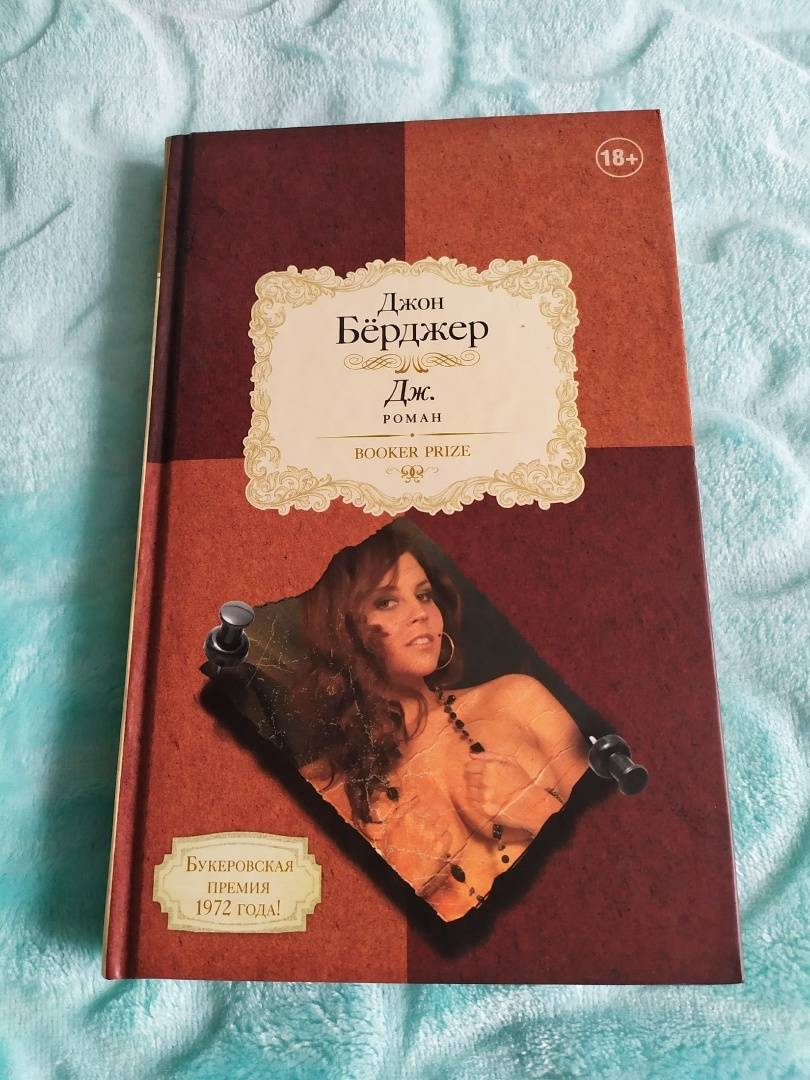 18+
Джон
Бёрджер
Дж.
РОМАН
BOOKER PRIZE
БУКЕРОВСКАЯ
ПРЕМИЯ
1972 ГОДА!